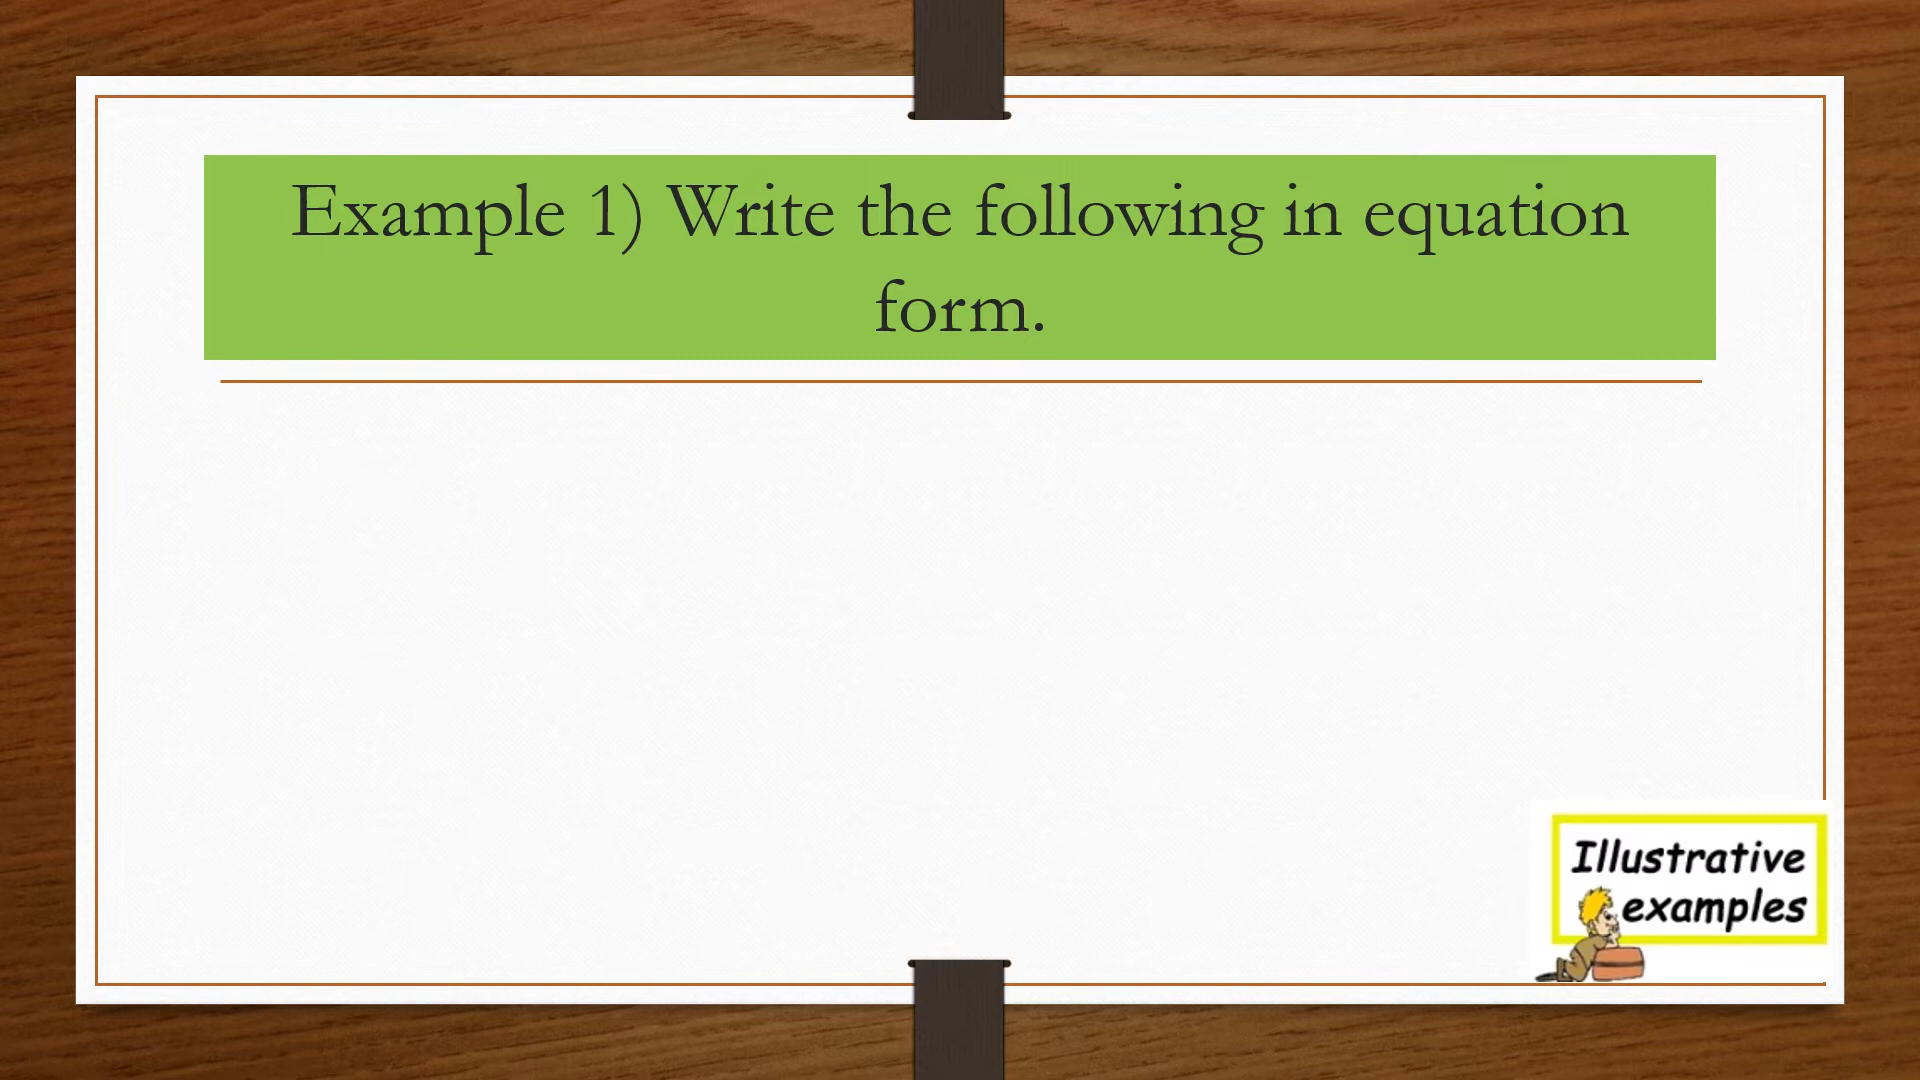 Example 1) Write the following in equation
form.
Illustrative
examples